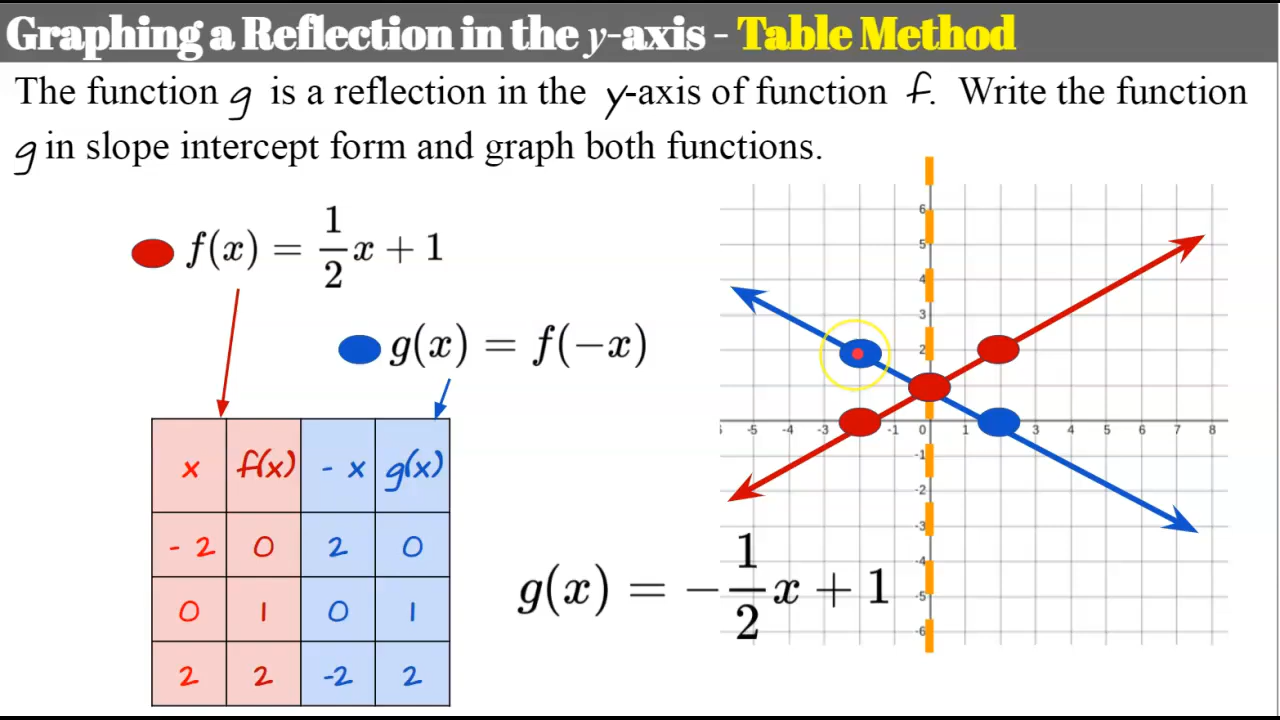 Graphing a Reflection in the y-axis - Table Method
The function g is a reflection in the y-axis of function f. Write the function
g in slope intercept form and graph both functions.
f(x) = 1/2 x + 1
g(x) = f(−x)
x f(x) - x g(x)
- 2 0 2 0
0 1 0 1
2 2 -2 2
g(x) = −1/2 x + 1
6
5
4
3
2
-5 -4 -3 -1 0 1 3 4 5 6 7 8
-1
-2
-3
-4
-5
-6